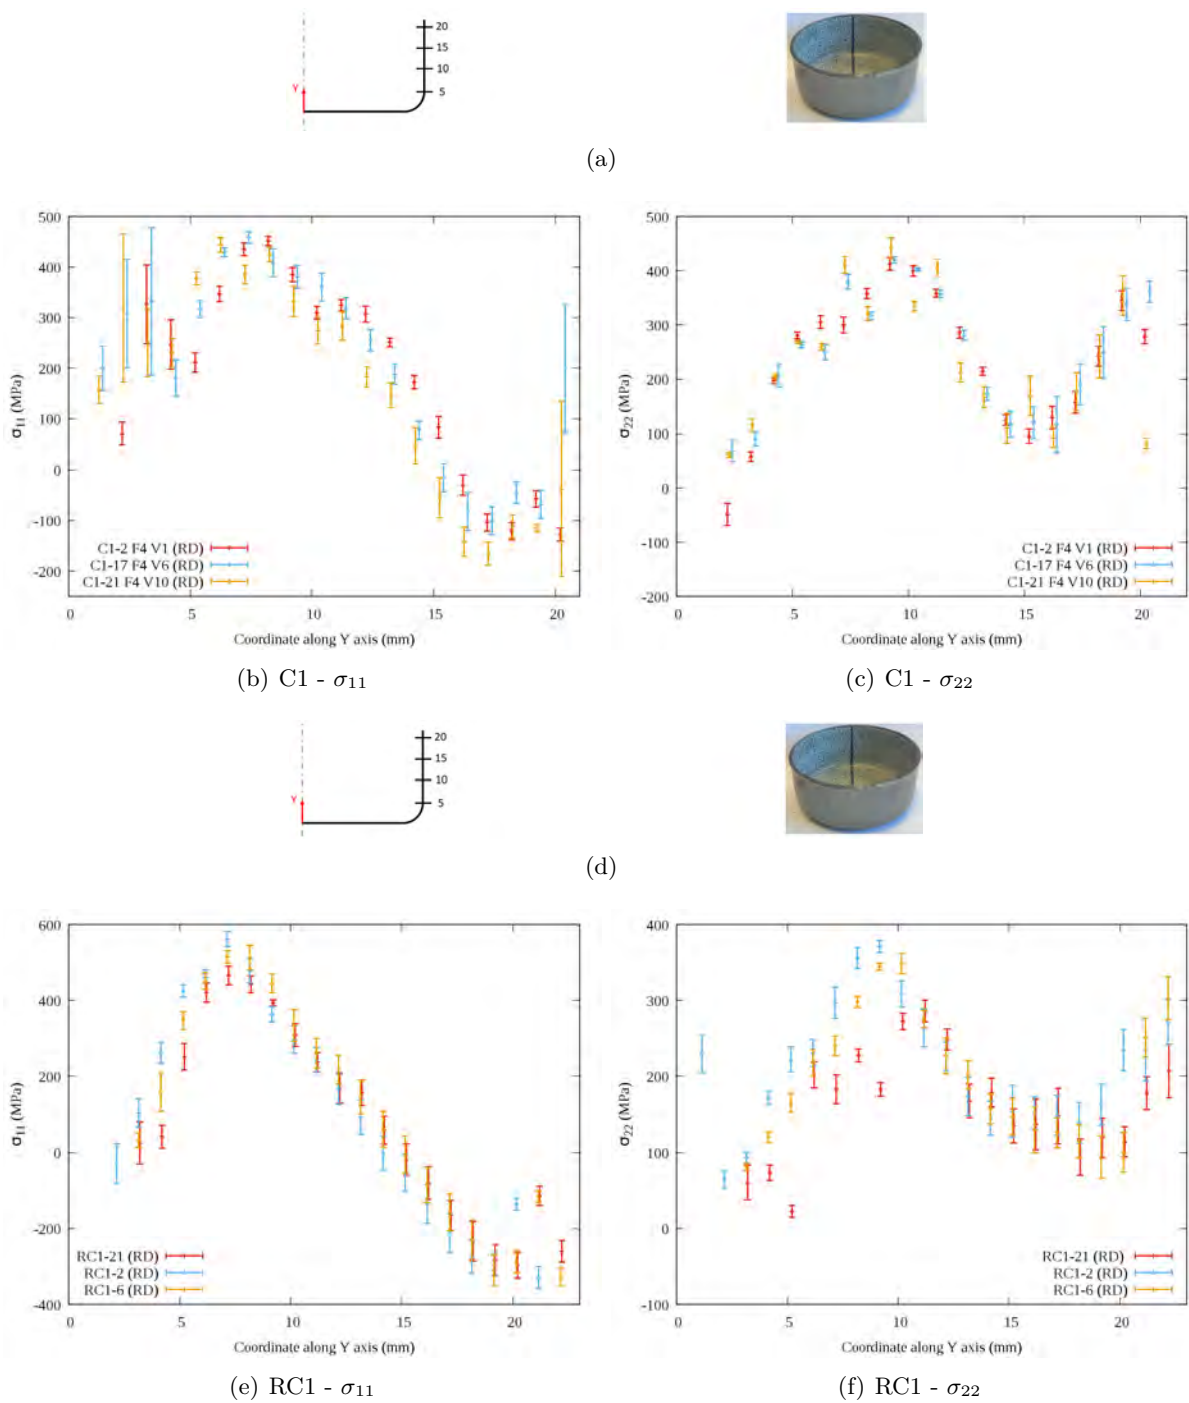 20
15
10
Y
5
(a)
500
400
300
200
100
0
-100
-200
σ11 (MPa)
C1-2 F4 V1 (RD)
C1-17 F4 V6 (RD)
C1-21 F4 V10 (RD)
0 5 10 15 20
Coordinate along Y axis (mm)
(b) C1 - σ11
500
400
300
200
100
0
-100
-200
σ22 (MPa)
C1-2 F4 V1 (RD)
C1-17 F4 V6 (RD)
C1-21 F4 V10 (RD)
0 5 10 15 20
Coordinate along Y axis (mm)
(c) C1 - σ22
20
15
10
Y
5
(d)
600
400
200
0
-200
-400
σ11 (MPa)
RC1-21 (RD)
RC1-2 (RD)
RC1-6 (RD)
0 5 10 15 20
Coordinate along Y axis (mm)
(e) RC1 - σ11
400
300
200
100
0
-100
σ22 (MPa)
RC1-21 (RD)
RC1-2 (RD)
RC1-6 (RD)
0 5 10 15 20
Coordinate along Y axis (mm)
(f) RC1 - σ22